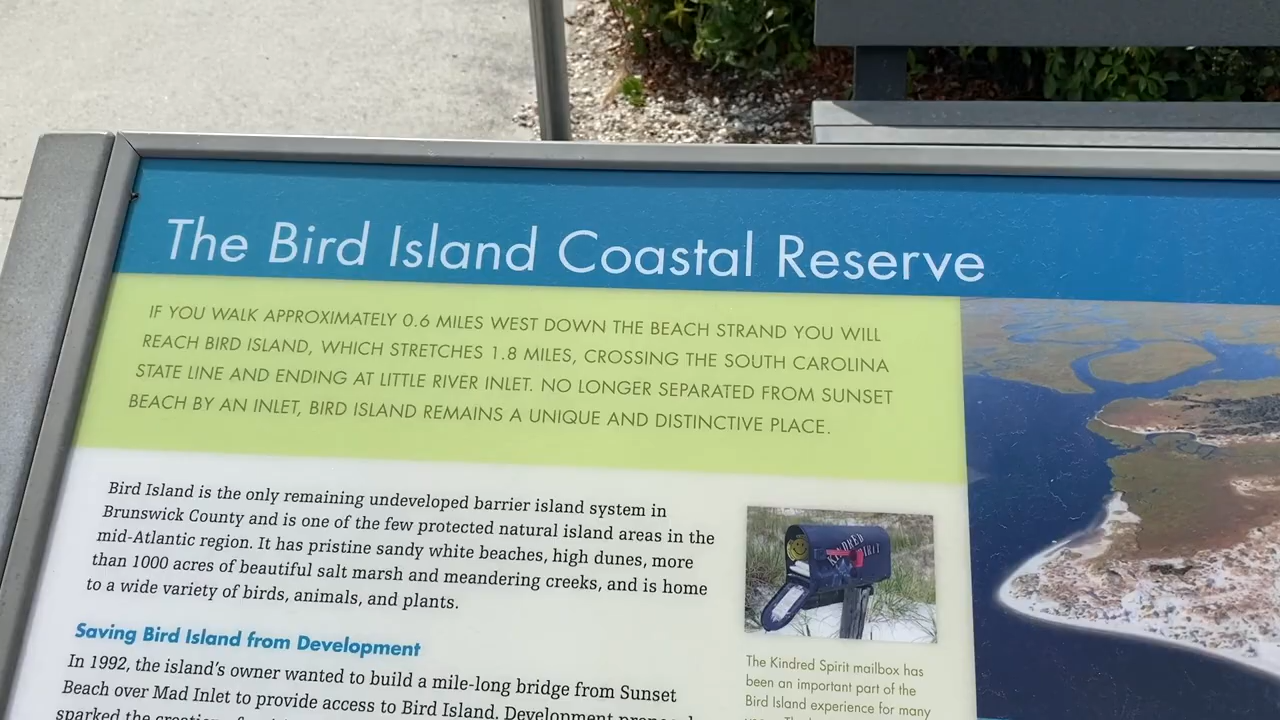 The Bird Island Coastal Reserve
IF YOU WALK APPROXIMATELY 0.6 MILES WEST DOWN THE BEACH STRAND YOU WILL
REACH BIRD ISLAND, WHICH STRETCHES 1.8 MILES, CROSSING THE SOUTH CAROLINA
STATE LINE AND ENDING AT LITTLE RIVER INLET. NO LONGER SEPARATED FROM SUNSET
BEACH BY AN INLET, BIRD ISLAND REMAINS A UNIQUE AND DISTINCTIVE PLACE.
Bird Island is the only remaining undeveloped barrier island system in
Brunswick County and is one of the few protected natural island areas in the
mid-Atlantic region. It has pristine sandy white beaches, high dunes, more
than 1000 acres of beautiful salt marsh and meandering creeks, and is home
to a wide variety of birds, animals, and plants.
Saving Bird Island from Development
In 1992, the island's owner wanted to build a mile-long bridge from Sunset
Beach over Mad Inlet to provide access to Bird Island. Development
sparked the
KINDRED
SPIRIT
The Kindred Spirit mailbox has
been an important part of the
Bird Island experience for many